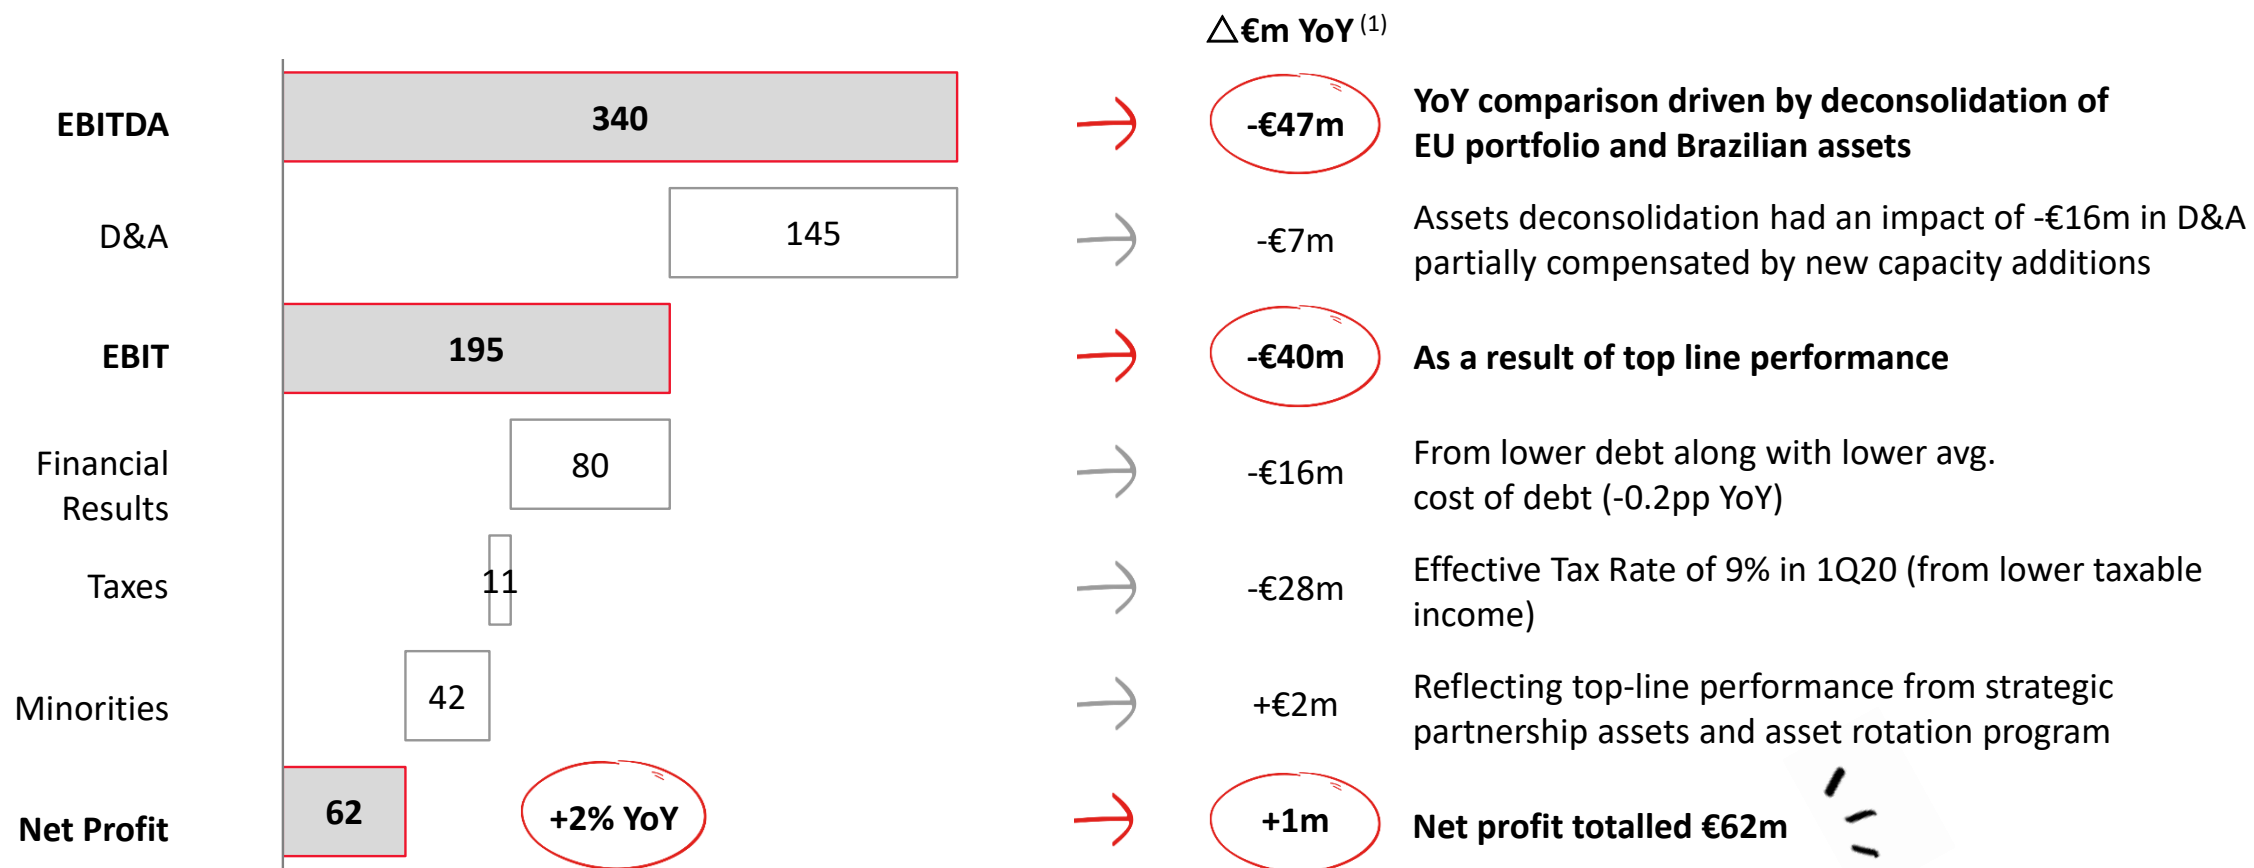 △€m YoY (1)
EBITDA
340
-€47m
YoY comparison driven by deconsolidation of
EU portfolio and Brazilian assets
D&A
145
-€7m
Assets deconsolidation had an impact of -€16m in D&A
partially compensated by new capacity additions
EBIT
195
-€40m
As a result of top line performance
Financial
Results
80
-€16m
From lower debt along with lower avg.
cost of debt (-0.2pp YoY)
Taxes
11
-€28m
Effective Tax Rate of 9% in 1Q20 (from lower taxable
income)
Minorities
42
+€2m
Reflecting top-line performance from strategic
partnership assets and asset rotation program
Net Profit
62
+2% YoY
+1m
Net profit totalled €62m